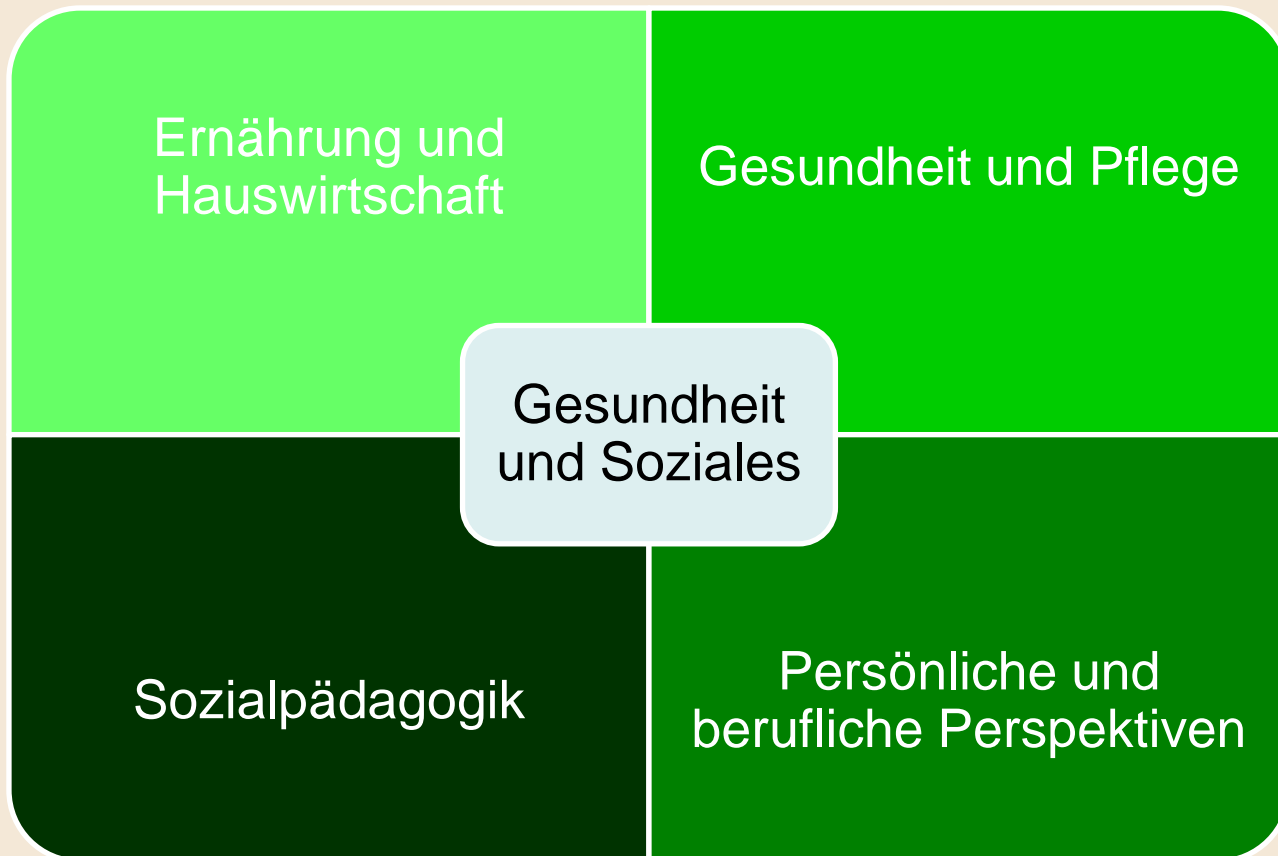 Ernährung und
Hauswirtschaft
Gesundheit und Pflege
Gesundheit
und Soziales
Sozialpädagogik
Persönliche und
berufliche Perspektiven